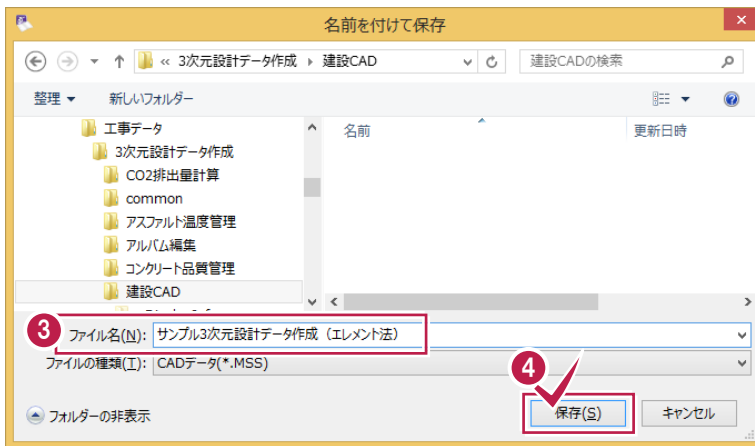 名前を付けて保存
« 3次元設計データ作成 ▸ 建設CAD
建設CADの検索
整理 新しいフォルダー
工事データ
3次元設計データ作成
CO2排出量計算
common
アスファルト温度管理
アルバム編集
コンクリート品質管理
建設CAD
名前 更新日時
3 ファイル名(N): サンプル3次元設計データ作成（エレメント法）
ファイルの種類(T): CADデータ(*.MSS)
4
フォルダーの非表示 保存(S) キャンセル